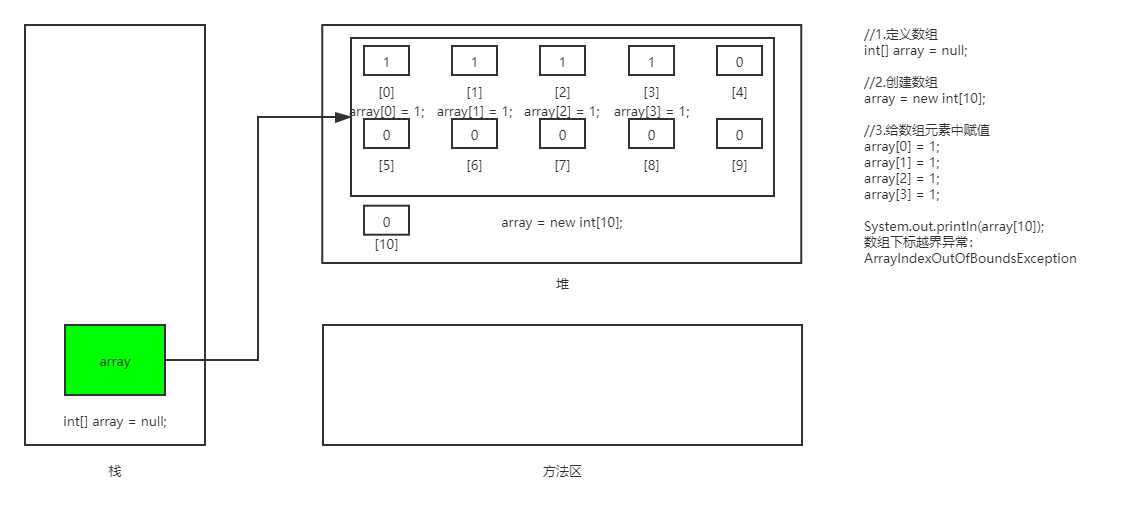 array
int[] array = null;
栈
1 1 1 1 0
[0] [1] [2] [3] [4]
array[0] = 1; array[1] = 1; array[2] = 1; array[3] = 1;
0 0 0 0 0
[5] [6] [7] [8] [9]
0
[10]
array = new int[10];
堆
方法区
//1.定义数组
int[] array = null;
//2.创建数组
array = new int[10];
//3.给数组元素中赋值
array[0] = 1;
array[1] = 1;
array[2] = 1;
array[3] = 1;
System.out.println(array[10]);
数组下标越界异常：
ArrayIndexOutOfBoundsException